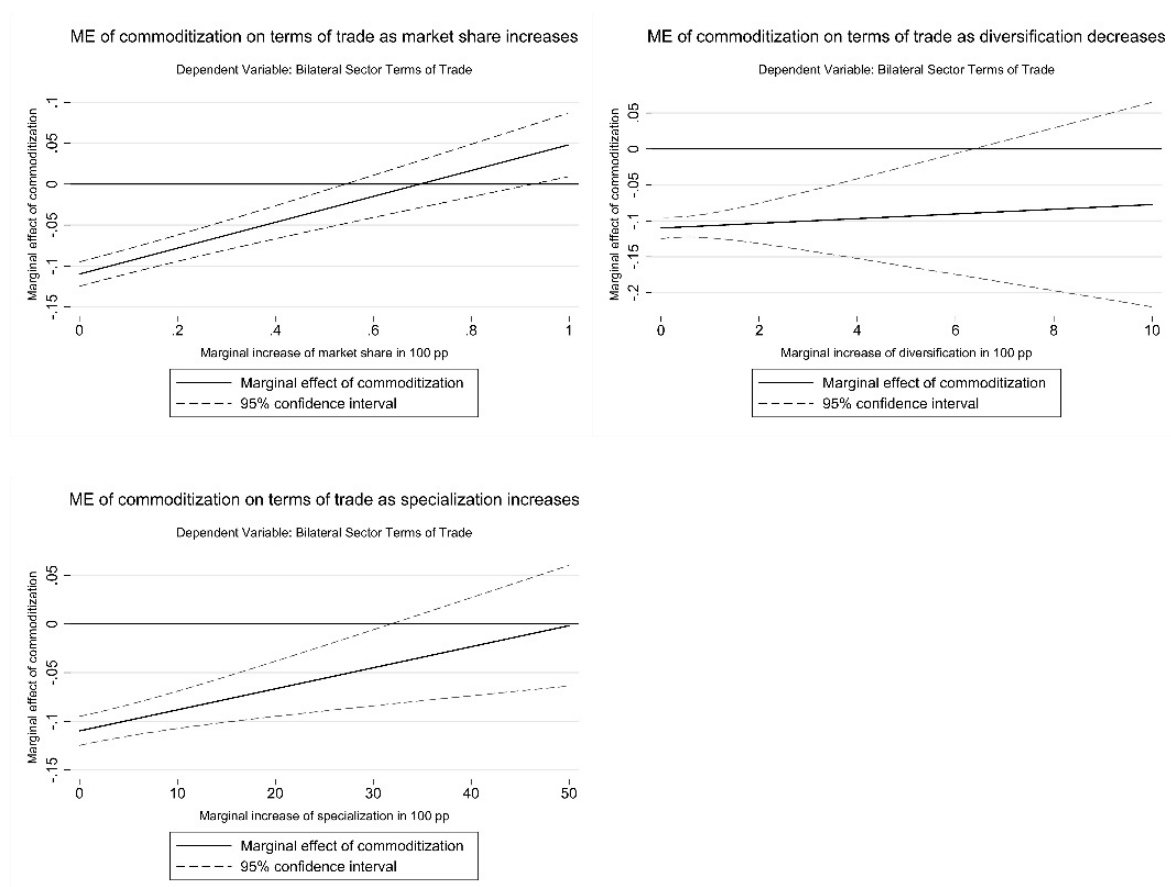 ME of commoditization on terms of trade as market share increases
Dependent Variable: Bilateral Sector Terms of Trade
Marginal effect of commoditization
.1
.05
0
-.05
-.1
-.15
0 .2 .4 .6 .8 1
Marginal increase of market share in 100 pp
Marginal effect of commoditization
95% confidence interval
ME of commoditization on terms of trade as diversification decreases
Dependent Variable: Bilateral Sector Terms of Trade
Marginal effect of commoditization
.05
0
-.05
-.1
-.15
-.2
0 2 4 6 8 10
Marginal increase of diversification in 100 pp
Marginal effect of commoditization
95% confidence interval
ME of commoditization on terms of trade as specialization increases
Dependent Variable: Bilateral Sector Terms of Trade
Marginal effect of commoditization
.05
0
-.05
-.1
-.15
0 10 20 30 40 50
Marginal increase of specialization in 100 pp
Marginal effect of commoditization
95% confidence interval